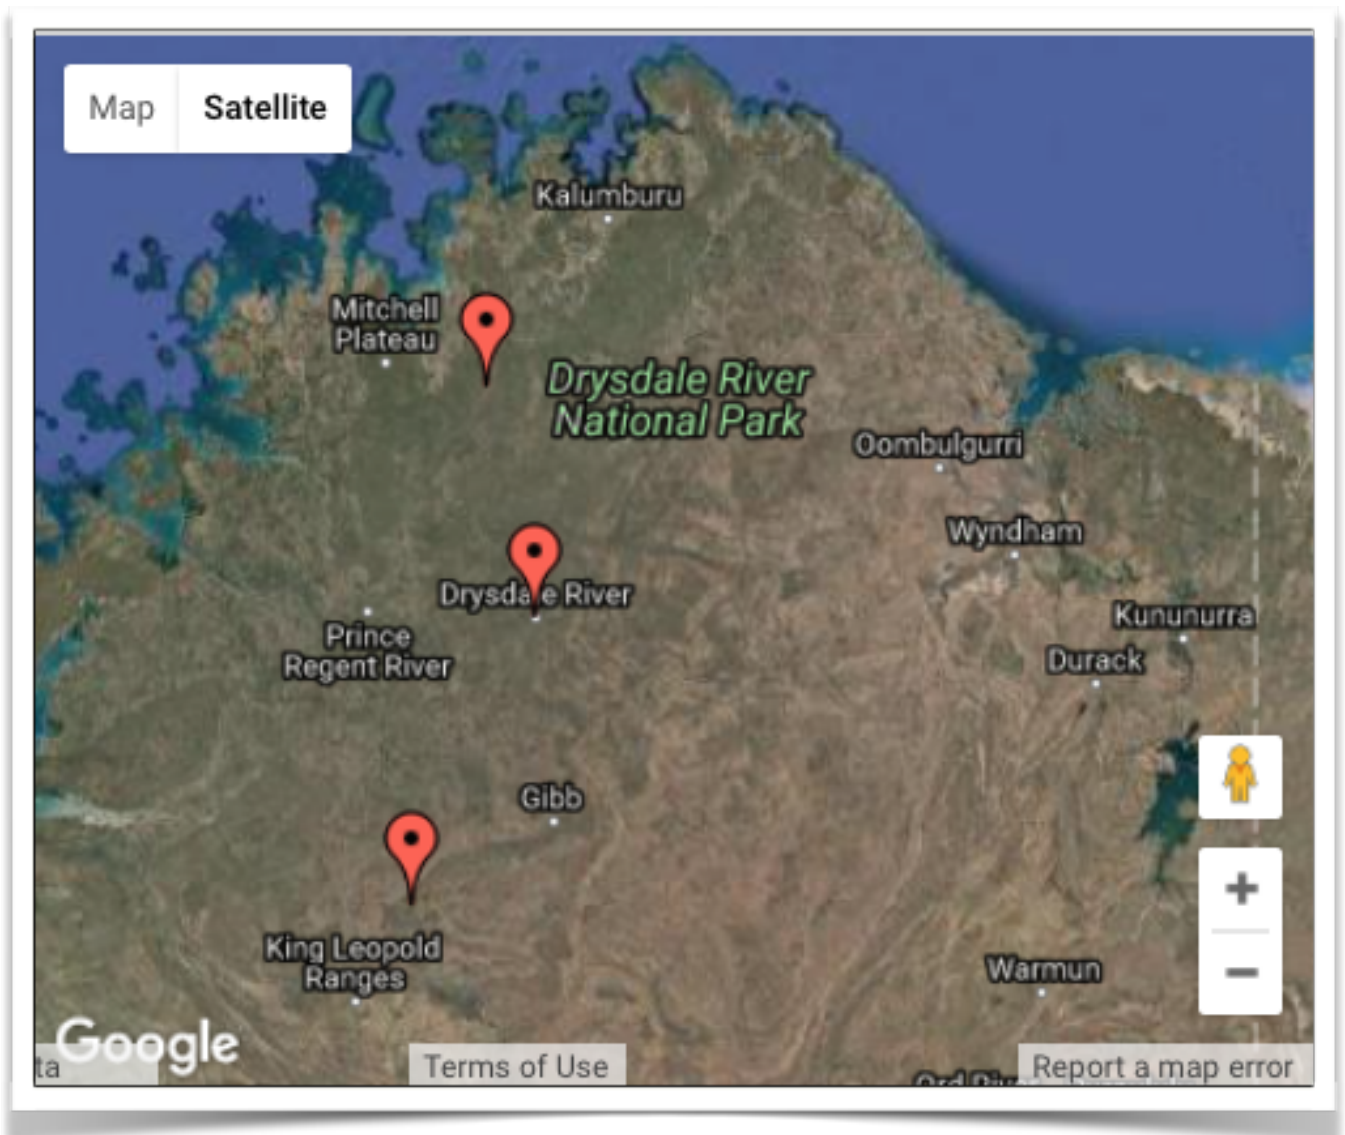 Map Satellite
Kalumburu
Mitchell
Plateau
Drysdale River
National Park
Oombulgurri
Wyndham
Drysdale River
Kununurra
Prince
Regent River
Durack
Gibb
King Leopold
Ranges
Warmun
Google
ta
Terms of Use
Report a map error